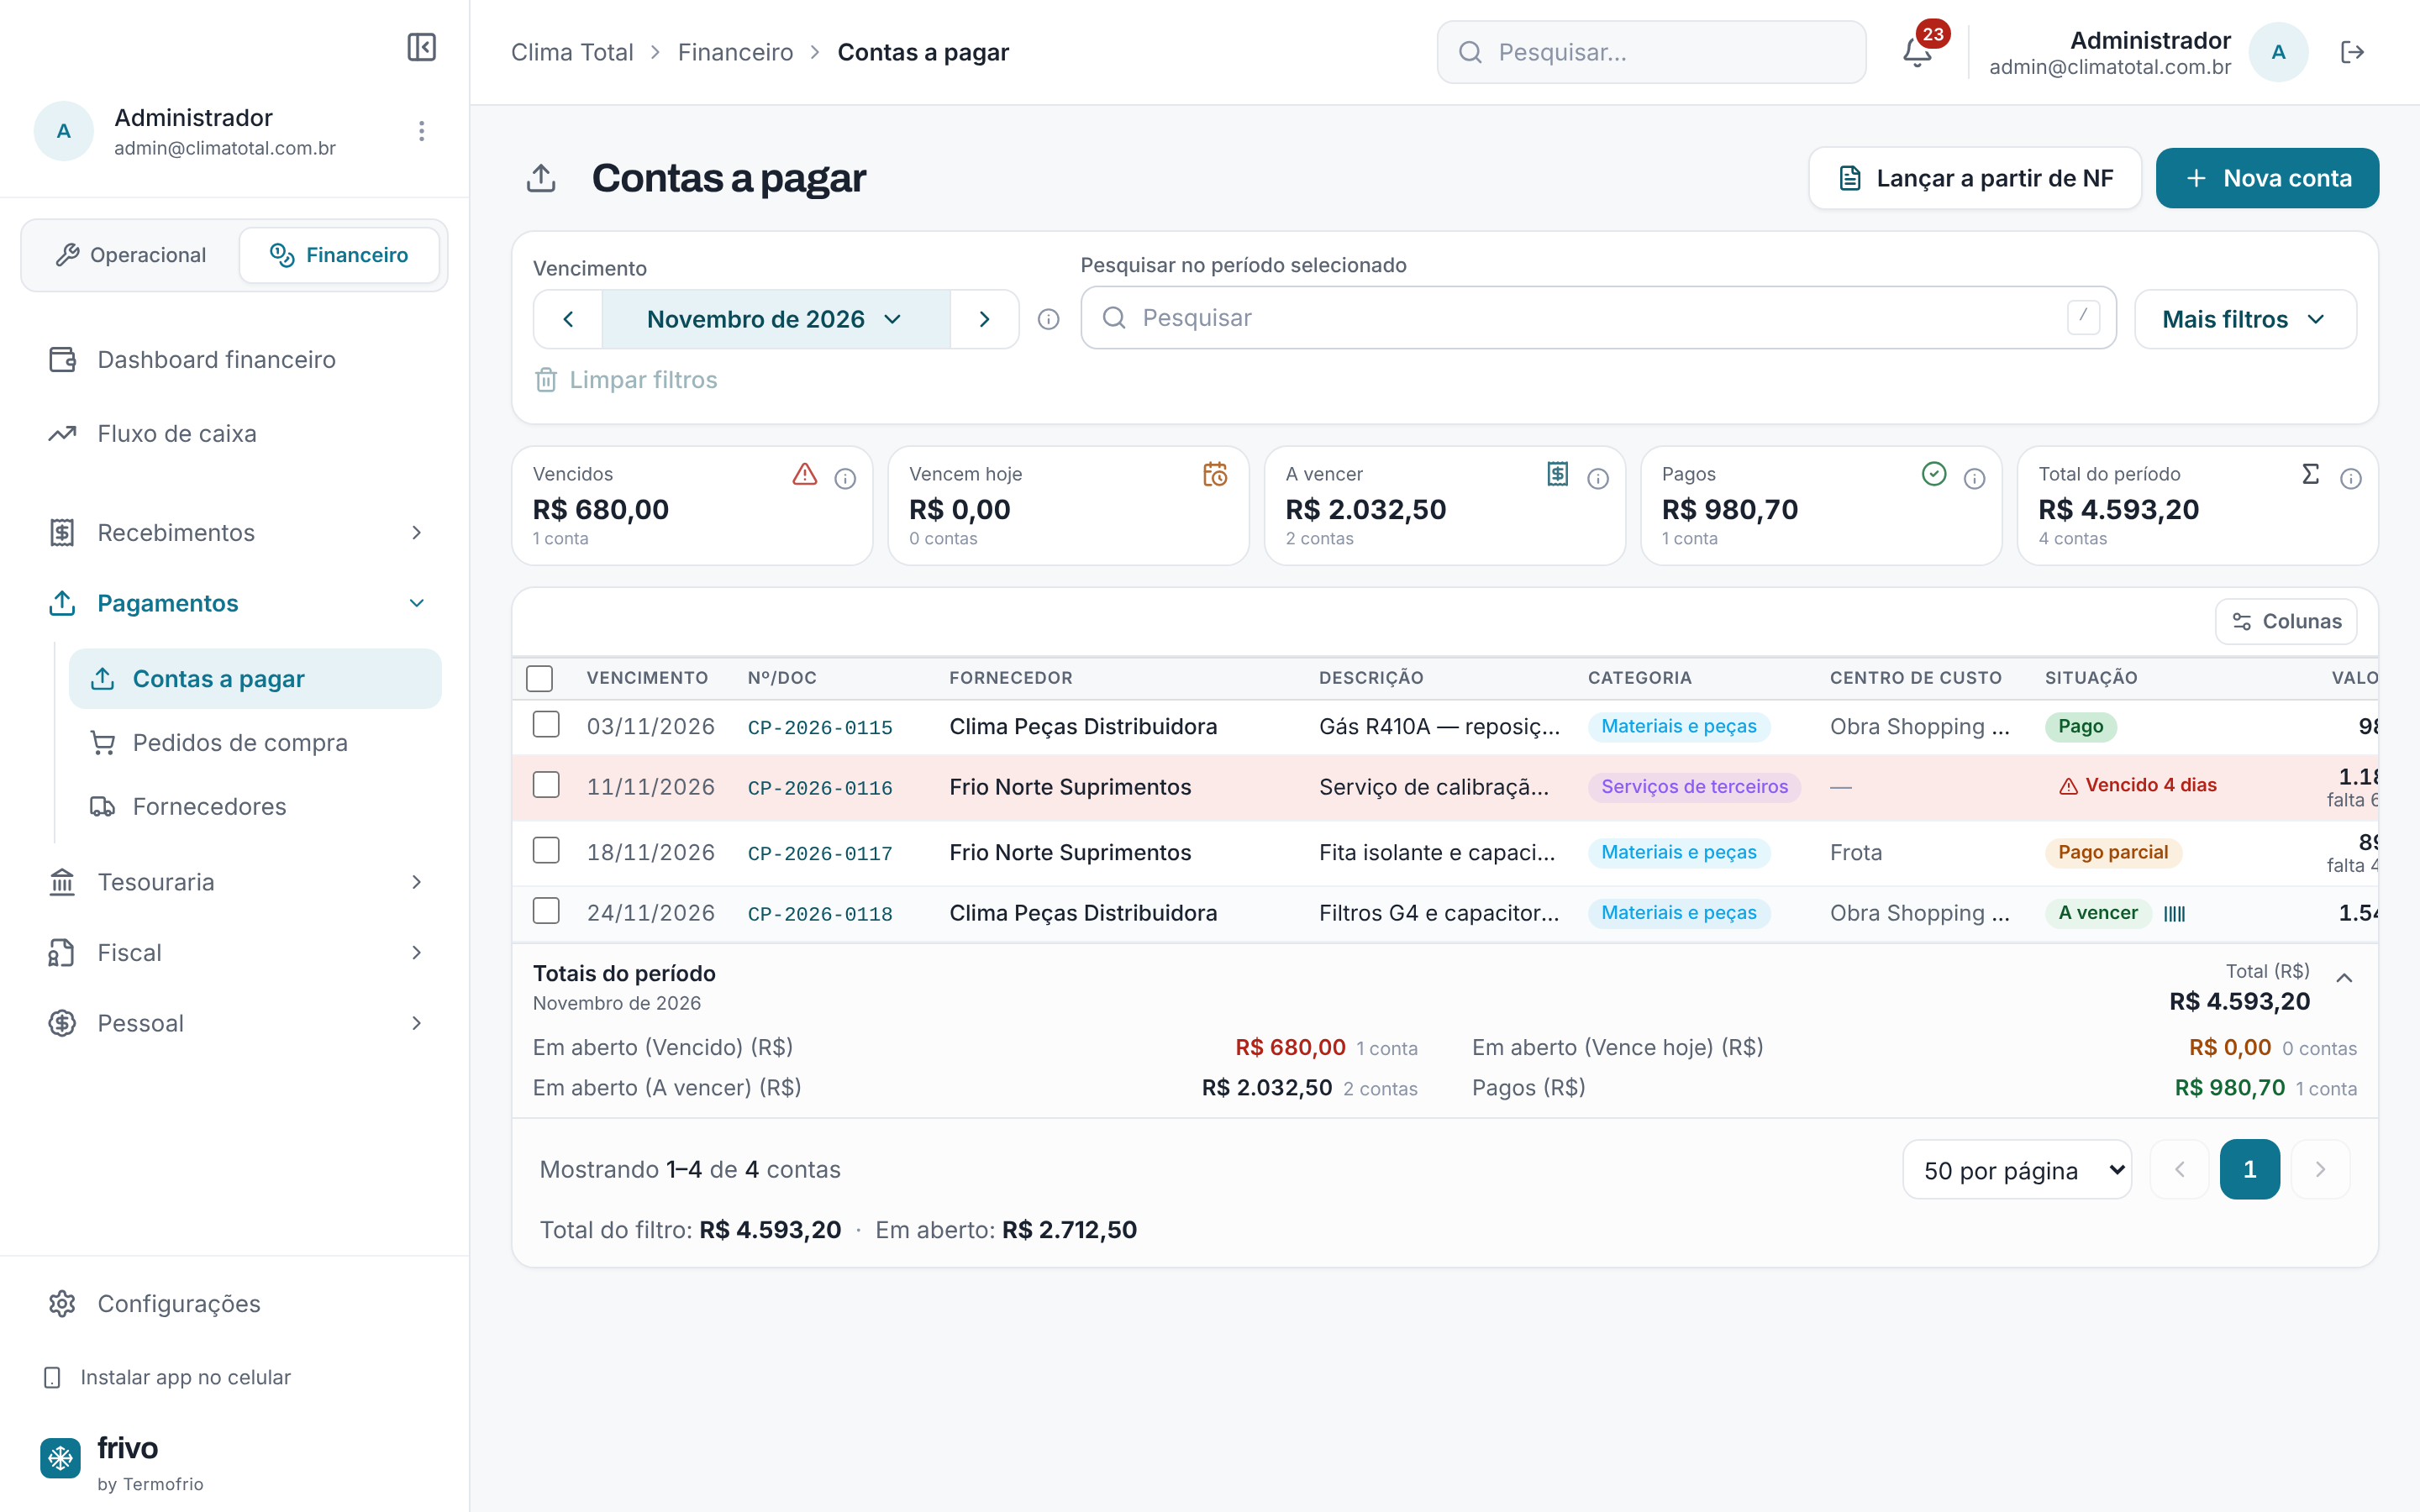 Clima Total > Financeiro > Contas a pagar
Pesquisar...
23
Administrador
admin@climatotal.com.br
A
A
Administrador
admin@climatotal.com.br
Operacional
Financeiro
Dashboard financeiro
Fluxo de caixa
Recebimentos
Pagamentos
Contas a pagar
Pedidos de compra
Fornecedores
Tesouraria
Fiscal
Pessoal
Configurações
Instalar app no celular
frivo
by Termofrio
Contas a pagar
Lançar a partir de NF
Nova conta
Vencimento
Novembro de 2026
Pesquisar no período selecionado
Pesquisar
/
Mais filtros
Limpar filtros
Vencidos
R$ 680,00
1 conta
Vencem hoje
R$ 0,00
0 contas
A vencer
R$ 2.032,50
2 contas
Pagos
R$ 980,70
1 conta
Total do período
Σ
R$ 4.593,20
4 contas
Colunas
VENCIMENTO Nº/DOC FORNECEDOR DESCRIÇÃO CATEGORIA CENTRO DE CUSTO SITUAÇÃO
03/11/2026 CP-2026-0115 Clima Peças Distribuidora Gás R410A — reposiç... Materiais e peças Obra Shopping ... Pago
11/11/2026 CP-2026-0116 Frio Norte Suprimentos Serviço de calibraçã... Serviços de terceiros — Vencido 4 dias
falta
18/11/2026 CP-2026-0117 Frio Norte Suprimentos Fita isolante e capaci... Materiais e peças Frota Pago parcial
falta
24/11/2026 CP-2026-0118 Clima Peças Distribuidora Filtros G4 e capacitor... Materiais e peças Obra Shopping ... A vencer
Totais do período
Novembro de 2026
Total (R$)
R$ 4.593,20
Em aberto (Vencido) (R$) R$ 680,00 1 conta
Em aberto (Vence hoje) (R$) R$ 0,00 0 contas
Em aberto (A vencer) (R$) R$ 2.032,50 2 contas
Pagos (R$) R$ 980,70 1 conta
Mostrando 1–4 de 4 contas
50 por página
1
Total do filtro: R$ 4.593,20 · Em aberto: R$ 2.712,50